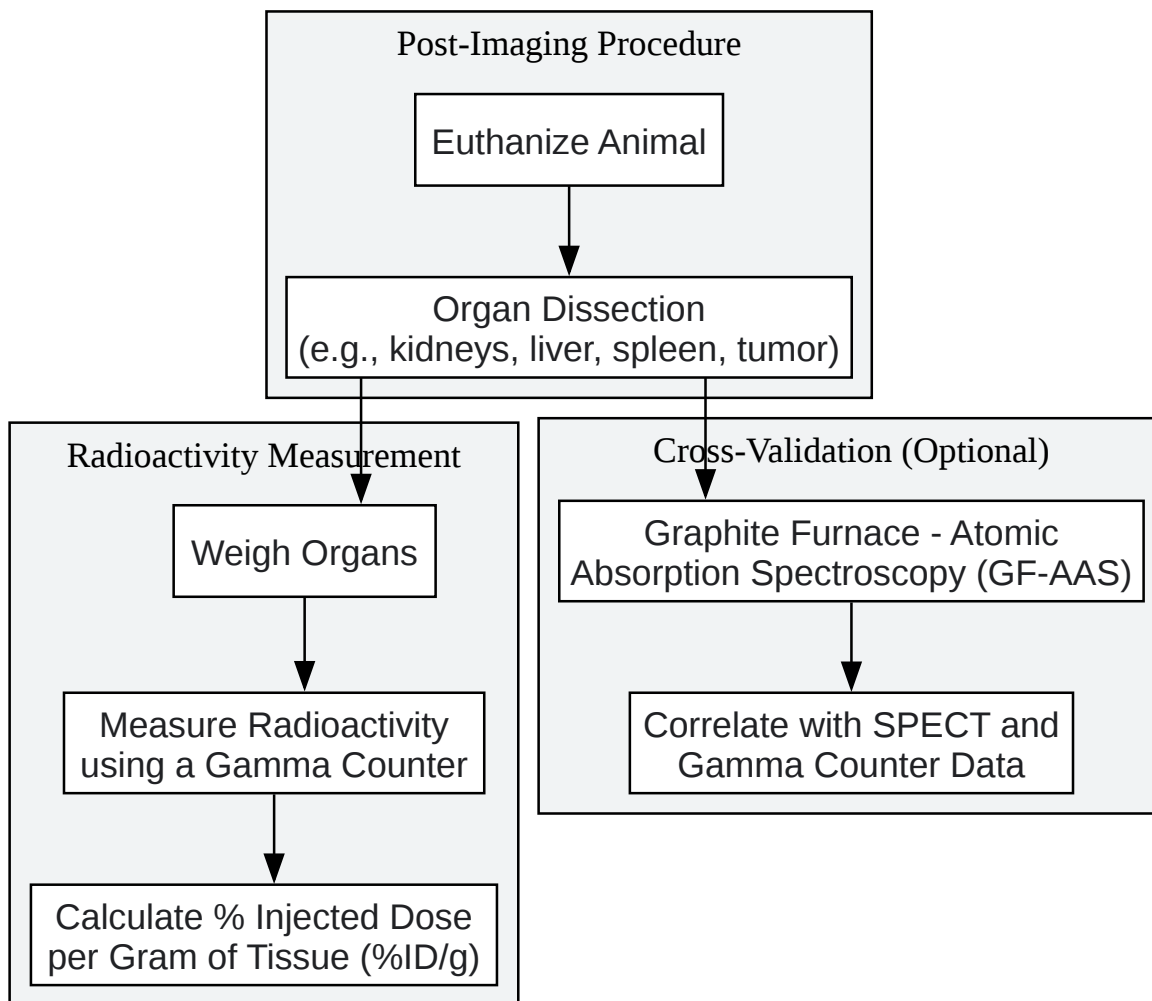 Post-Imaging Procedure
Euthanize Animal
Organ Dissection
(e.g., kidneys, liver, spleen, tumor)
Radioactivity Measurement
Weigh Organs
Measure Radioactivity
using a Gamma Counter
Calculate % Injected Dose
per Gram of Tissue (%ID/g)
Cross-Validation (Optional)
Graphite Furnace - Atomic
Absorption Spectroscopy (GF-AAS)
Correlate with SPECT and
Gamma Counter Data